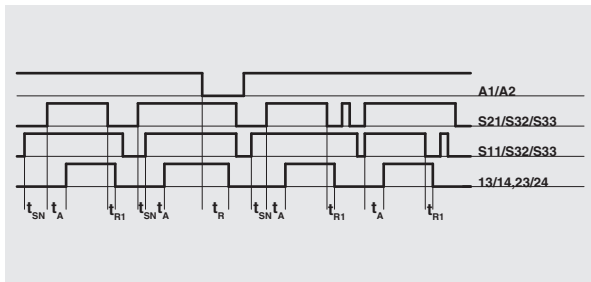 A1/A2
S21/S32/S33
S11/S32/S33
13/14,23/24
tSN tA tR1 tSN tA tR tSN tA tR1 tA tR1